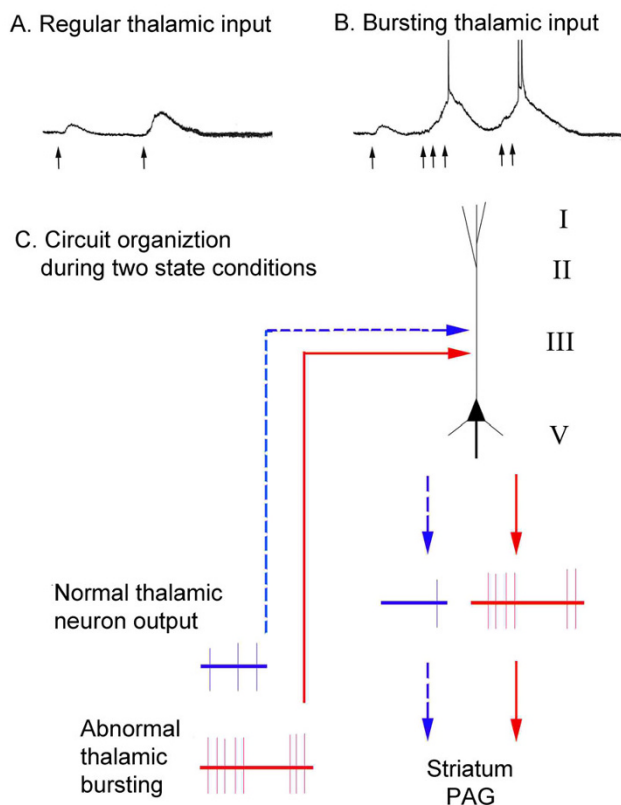 A. Regular thalamic input
B. Bursting thalamic input
C. Circuit organiztion
during two state conditions
I
II
III
V
Normal thalamic
neuron output
Abnormal
thalamic
bursting
Striatum
PAG